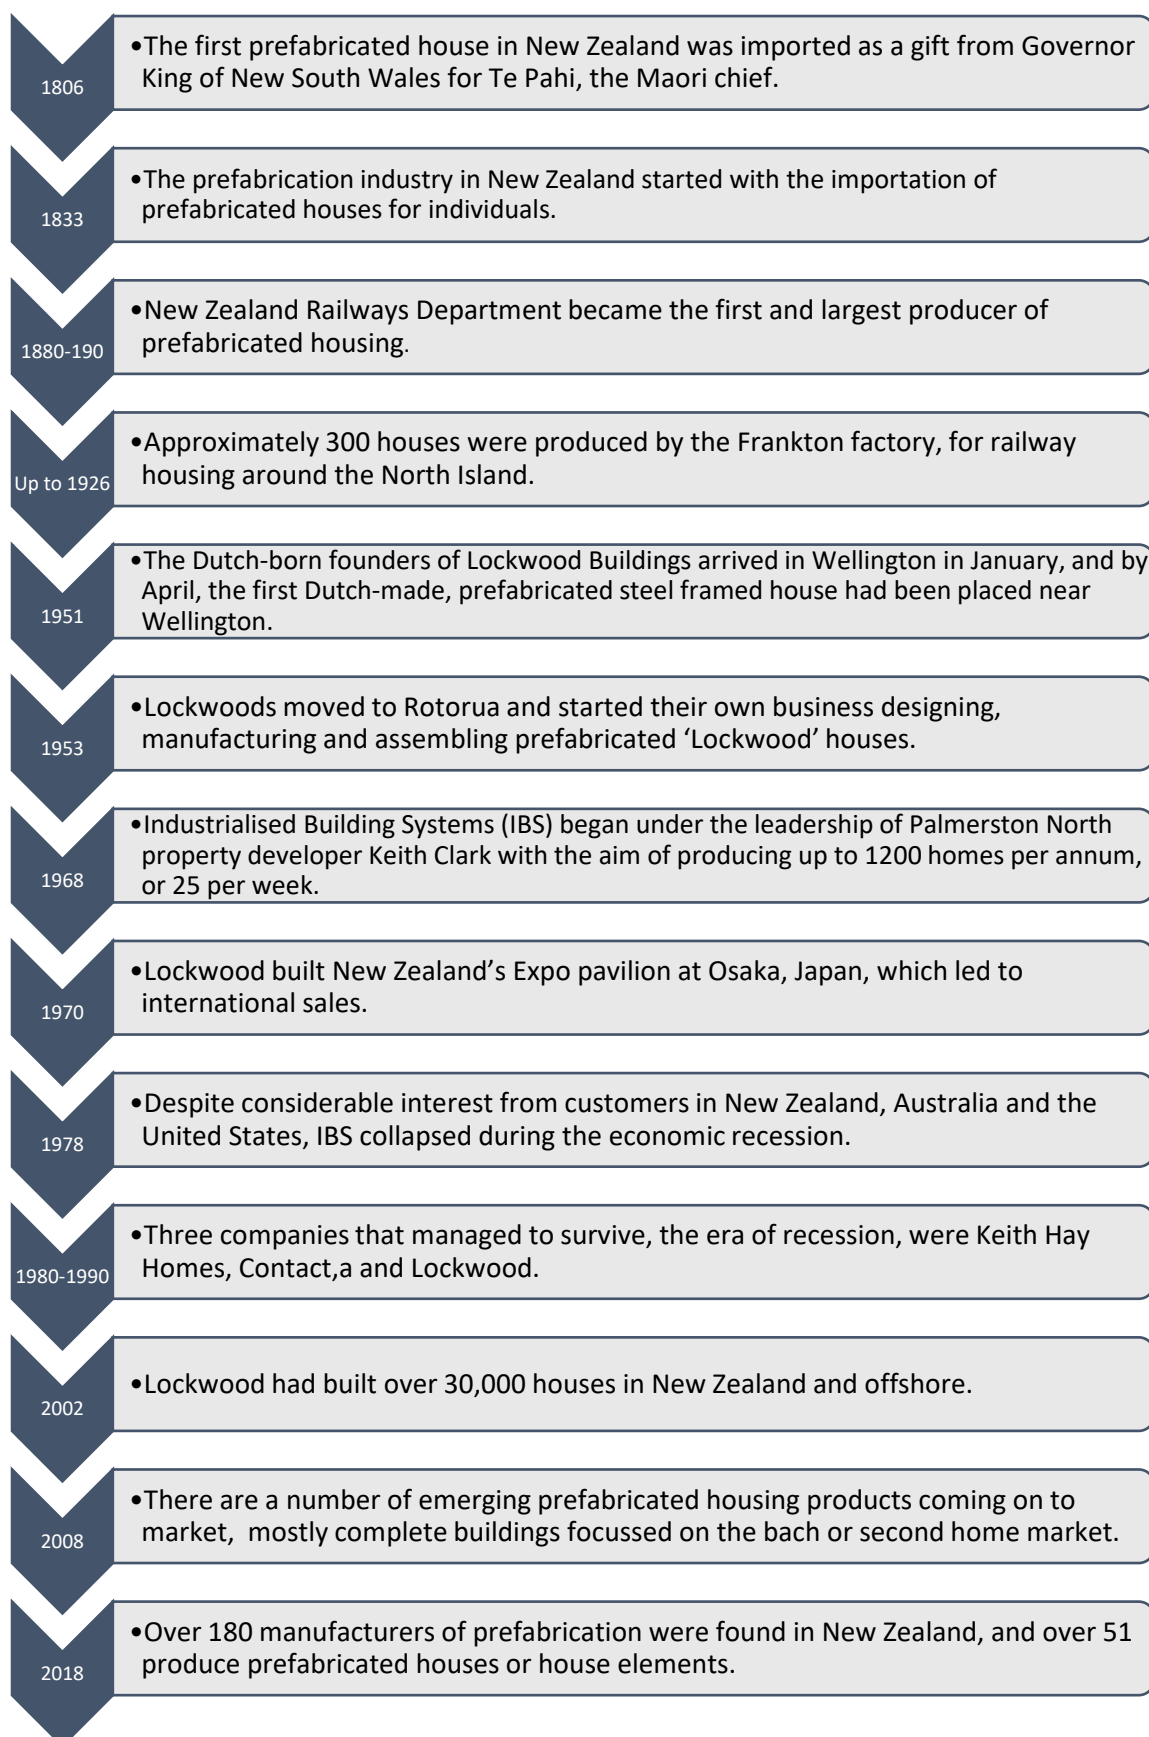 1806
•The first prefabricated house in New Zealand was imported as a gift from Governor
King of New South Wales for Te Pahi, the Maori chief.
1833
•The prefabrication industry in New Zealand started with the importation of
prefabricated houses for individuals.
1880-190
•New Zealand Railways Department became the first and largest producer of
prefabricated housing.
Up to 1926
•Approximately 300 houses were produced by the Frankton factory, for railway
housing around the North Island.
1951
•The Dutch-born founders of Lockwood Buildings arrived in Wellington in January, and by
April, the first Dutch-made, prefabricated steel framed house had been placed near
Wellington.
1953
•Lockwoods moved to Rotorua and started their own business designing,
manufacturing and assembling prefabricated ‘Lockwood’ houses.
1968
•Industrialised Building Systems (IBS) began under the leadership of Palmerston North
property developer Keith Clark with the aim of producing up to 1200 homes per annum,
or 25 per week.
1970
•Lockwood built New Zealand’s Expo pavilion at Osaka, Japan, which led to
international sales.
1978
•Despite considerable interest from customers in New Zealand, Australia and the
United States, IBS collapsed during the economic recession.
1980-1990
•Three companies that managed to survive, the era of recession, were Keith Hay
Homes, Contact,a and Lockwood.
2002
•Lockwood had built over 30,000 houses in New Zealand and offshore.
2008
•There are a number of emerging prefabricated housing products coming on to
market,  mostly complete buildings focussed on the bach or second home market.
2018
•Over 180 manufacturers of prefabrication were found in New Zealand, and over 51
produce prefabricated houses or house elements.